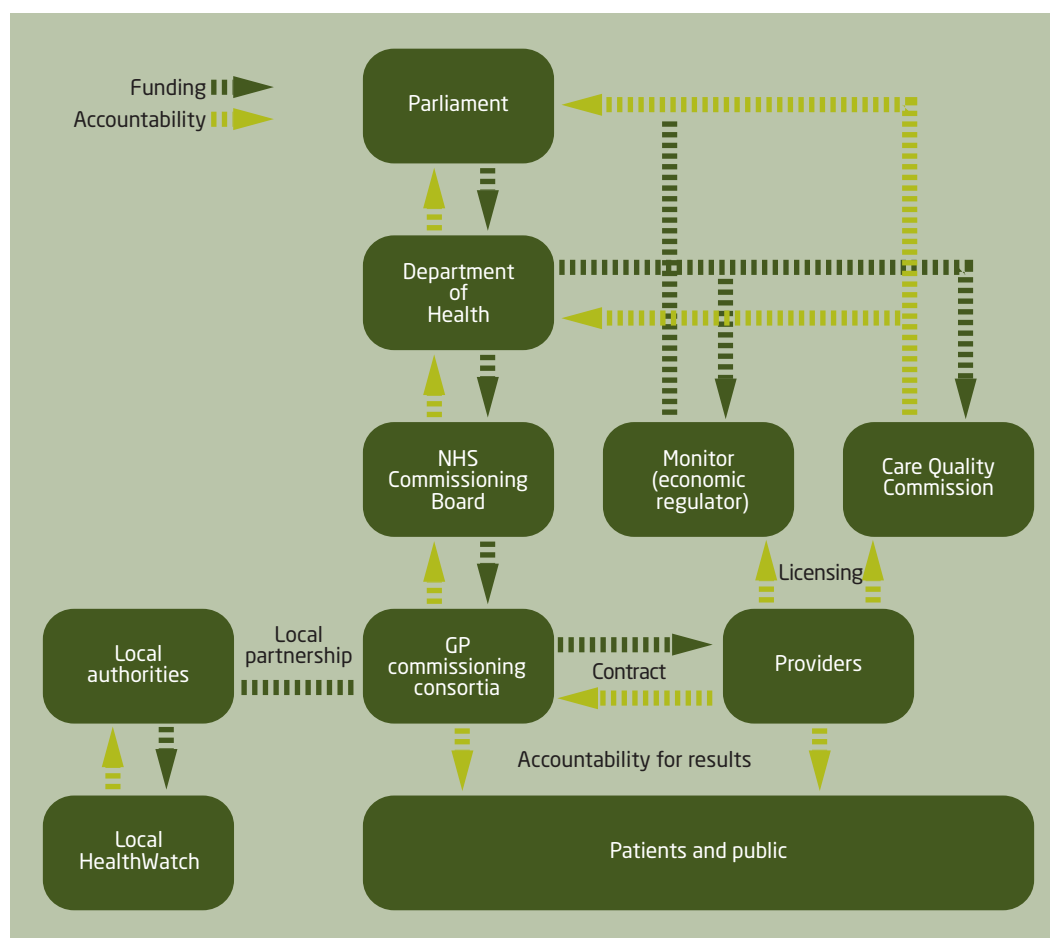 Funding
Accountability
Parliament
Department
of
Health
NHS
Commissioning
Board
Monitor
(economic
regulator)
Care Quality
Commission
Licensing
Local
authorities
Local
partnership
GP
commissioning
consortia
Contract
Providers
Accountability for results
Local
HealthWatch
Patients and public